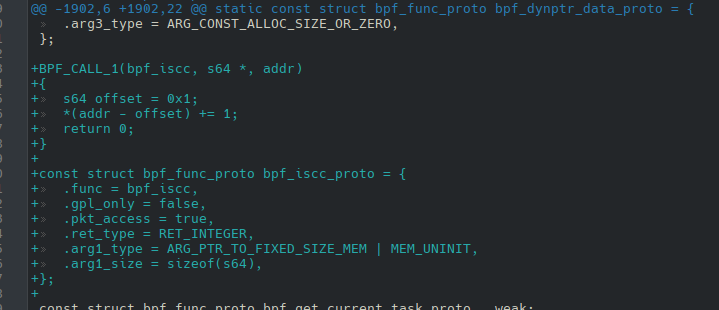 @@ -1902,6 +1902,22 @@ static const struct bpf_func_proto bpf_dynptr_data_proto = {
» .arg3_type = ARG_CONST_ALLOC_SIZE_OR_ZERO,
};
+BPF_CALL_1(bpf_iscc, s64 *, addr)
+{
+» s64 offset = 0x1;
+» *(addr - offset) += 1;
+» return 0;
+}
+
+const struct bpf_func_proto bpf_iscc_proto = {
+» .func = bpf_iscc,
+» .gpl_only = false,
+» .pkt_access = true,
+» .ret_type = RET_INTEGER,
+» .arg1_type = ARG_PTR_TO_FIXED_SIZE_MEM | MEM_UNINIT,
+» .arg1_size = sizeof(s64),
+};
+
const struct bpf_func_proto bpf_get_current_task_proto __weak;